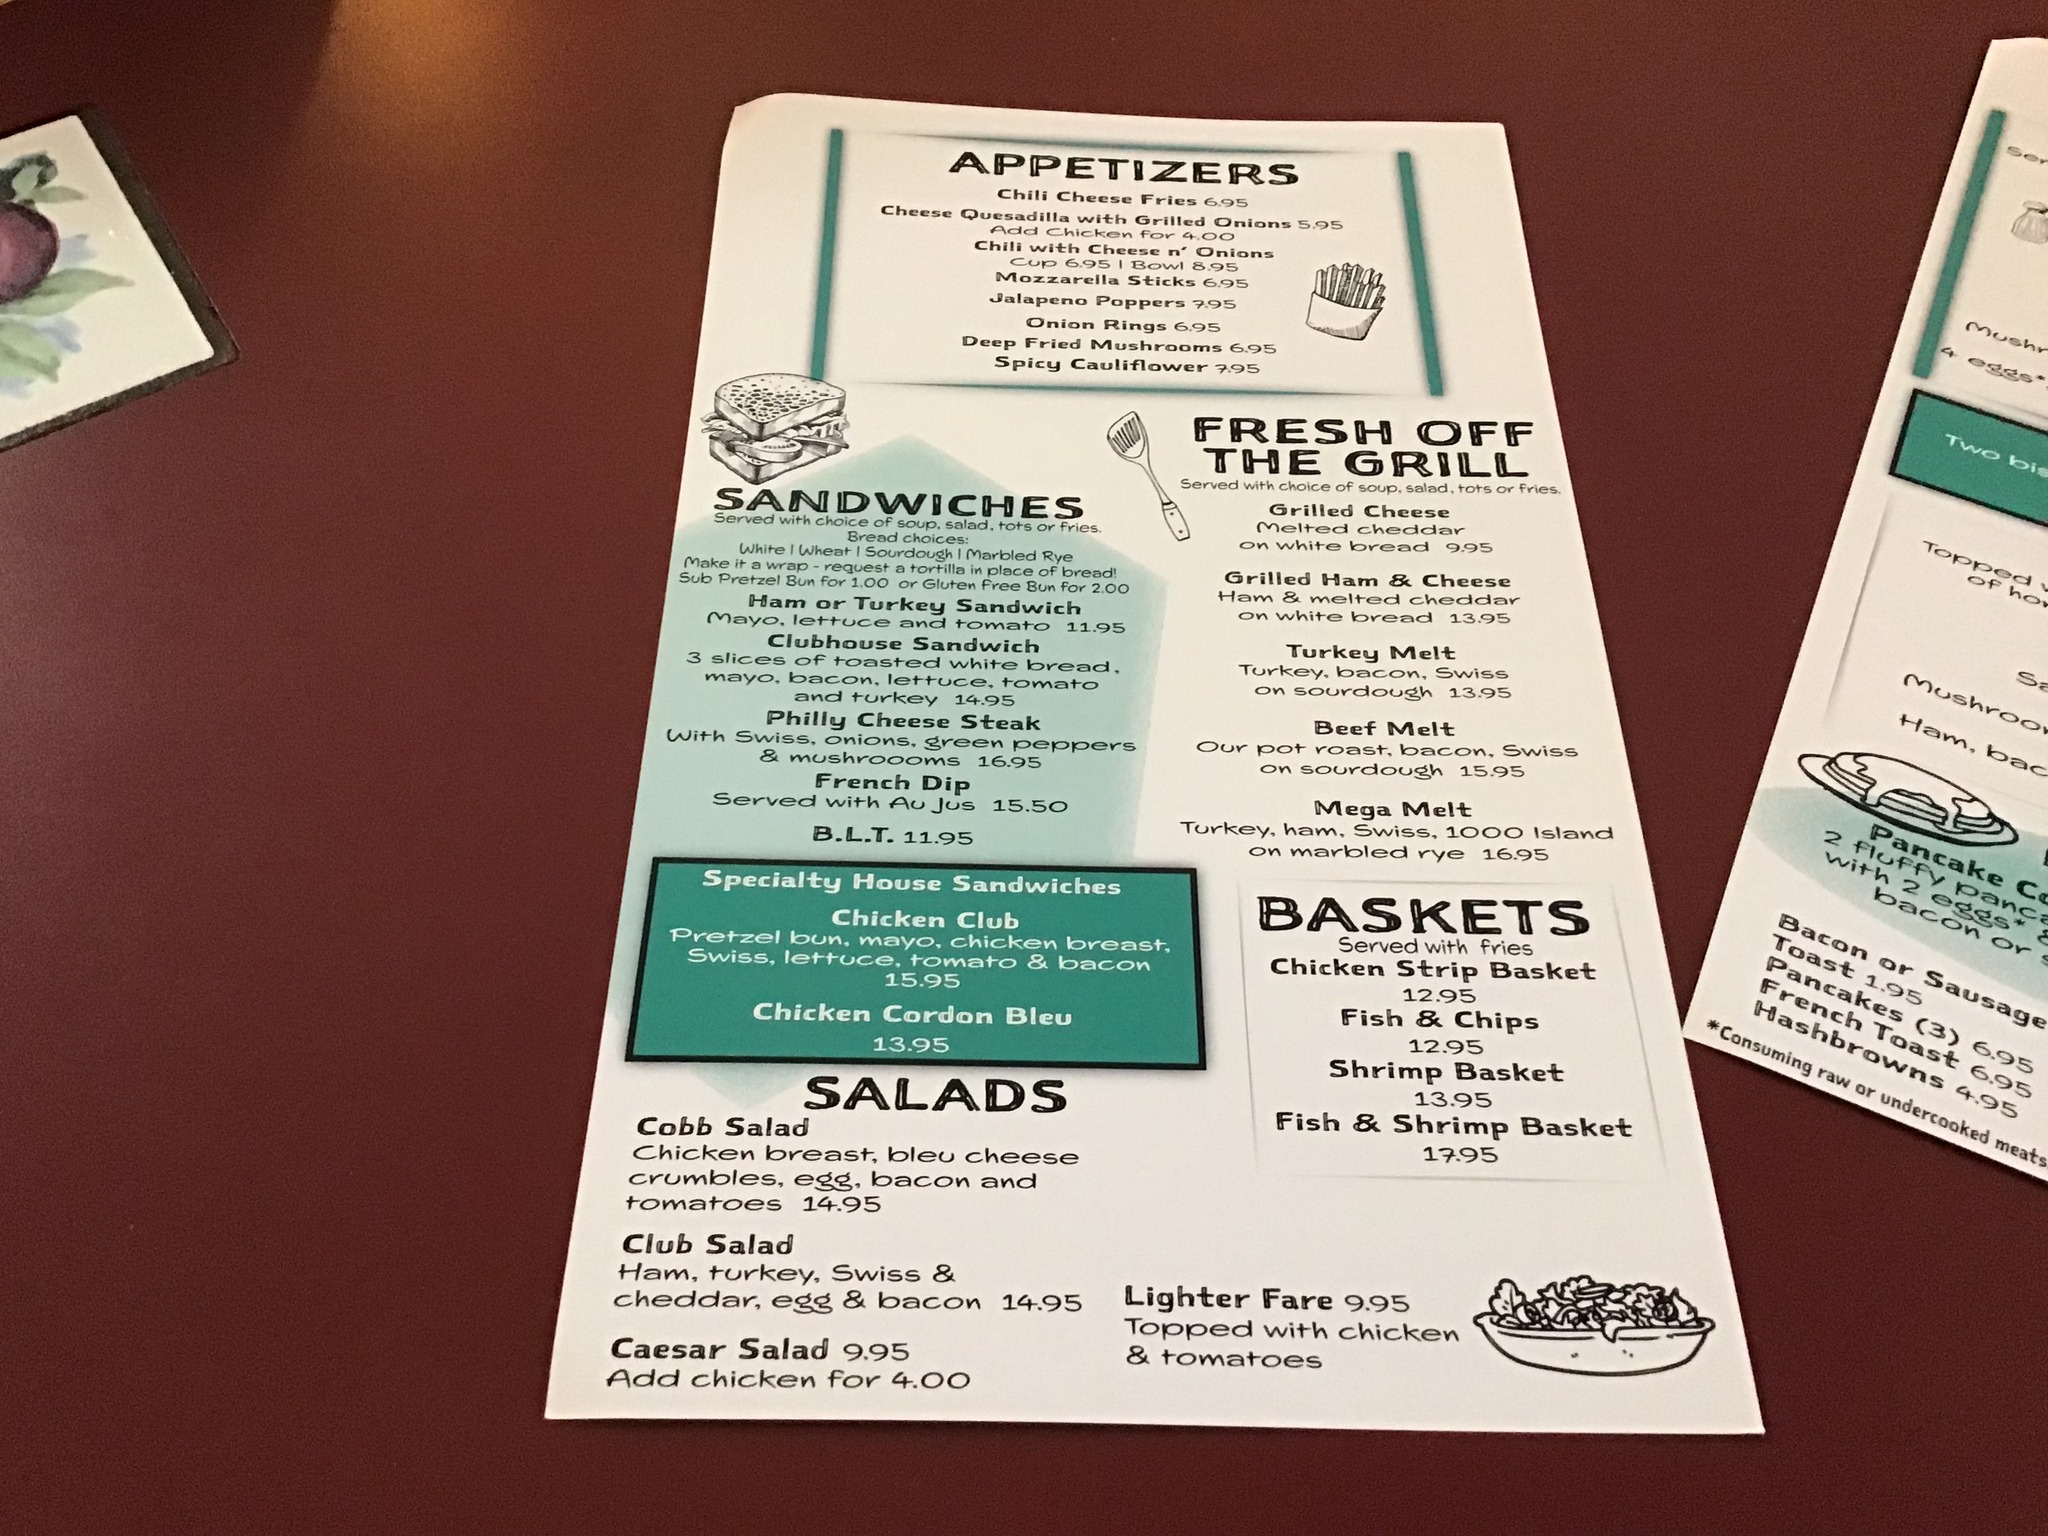 APPETIZERS
Chili Cheese Fries 6.95
Cheese Quesadilla with Grilled Onions 5.95
Add Chicken for 4.00
Chili with Cheese n' Onions
Cup 6.95 | Bowl 8.95
Mozzarella Sticks 6.95
Jalapeno Poppers 7.95
Onion Rings 6.95
Deep Fried Mushrooms 6.95
Spicy Cauliflower 7.95
SANDWICHES
Served with choice of soup, salad, tots or fries.
Bread choices:
White | Wheat | Sourdough | Marbled Rye
Make it a wrap - request a tortilla in place of bread!
Sub Pretzel Bun for 1.00 or Gluten Free Bun for 2.00
Ham or Turkey Sandwich
Mayo, lettuce and tomato 11.95
Clubhouse Sandwich
3 slices of toasted white bread,
mayo, bacon, lettuce, tomato
and turkey 14.95
Philly Cheese Steak
With Swiss, onions, green peppers
& mushroooms 16.95
French Dip
Served with Au Jus 15.50
B.L.T. 11.95
Specialty House Sandwiches
Chicken Club
Pretzel bun, mayo, chicken breast,
Swiss, lettuce, tomato & bacon
15.95
Chicken Cordon Bleu
13.95
FRESH OFF
THE GRILL
Served with choice of soup, salad, tots or fries.
Grilled Cheese
Melted cheddar
on white bread 9.95
Grilled Ham & Cheese
Ham & melted cheddar
on white bread 13.95
Turkey Melt
Turkey, bacon, Swiss
on sourdough 13.95
Beef Melt
Our pot roast, bacon, Swiss
on sourdough 15.95
Mega Melt
Turkey, ham, Swiss, 1000 Island
on marbled rye 16.95
BASKETS
Served with fries
Chicken Strip Basket
12.95
Fish & Chips
12.95
Shrimp Basket
13.95
Fish & Shrimp Basket
17.95
SALADS
Cobb Salad
Chicken breast, bleu cheese
crumbles, egg, bacon and
tomatoes 14.95
Club Salad
Ham, turkey, Swiss &
cheddar, egg & bacon 14.95
Caesar Salad 9.95
Add chicken for 4.00
Lighter Fare 9.95
Topped with chicken
& tomatoes
4 eggs*
Two
Topped
of
Ham,
Pancake
2 fluffy
with 2 eggs* &
bacon or
Bacon or Sausage
Toast 1.95
Pancakes (3) 6.95
French Toast 6.95
Hashbrowns 4.95
*Consuming raw or undercooked meats,